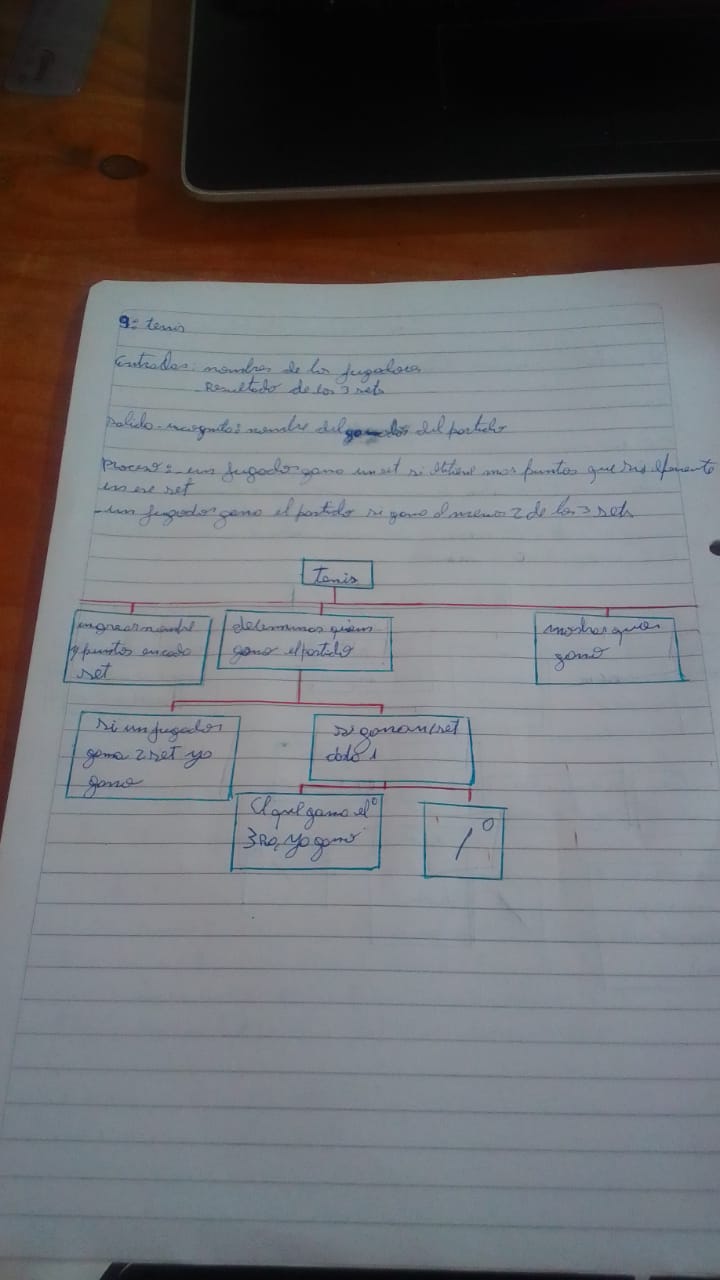 9: tenis
Entradas: nombres de los jugadores
- Resultado de los 3 sets
Salida-incognita: nombre del ganador del partido
Proceso: un jugador gana un set si obtiene mas puntos que su oponente
en ese set
- un jugador gana el partido si gana al menos 2 de los 3 sets
Tenis
ingresar nombre
y puntos en cada
set
determinar quien
gano el partido
mostrar quien
gano
si un jugador
gana 2 set ya
gano
si ganan 1 set
cada 1
El que gana el
3Ro, ya gano